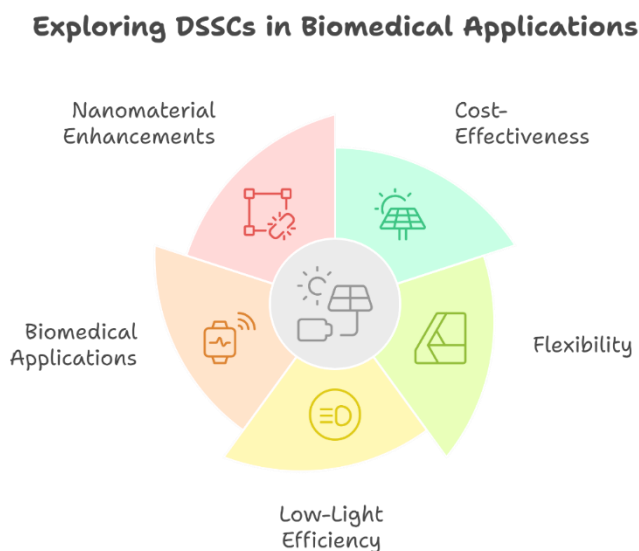 Exploring DSSCs in Biomedical Applications
Nanomaterial
Enhancements
Cost-
Effectiveness
Biomedical
Applications
Flexibility
Low-Light
Efficiency